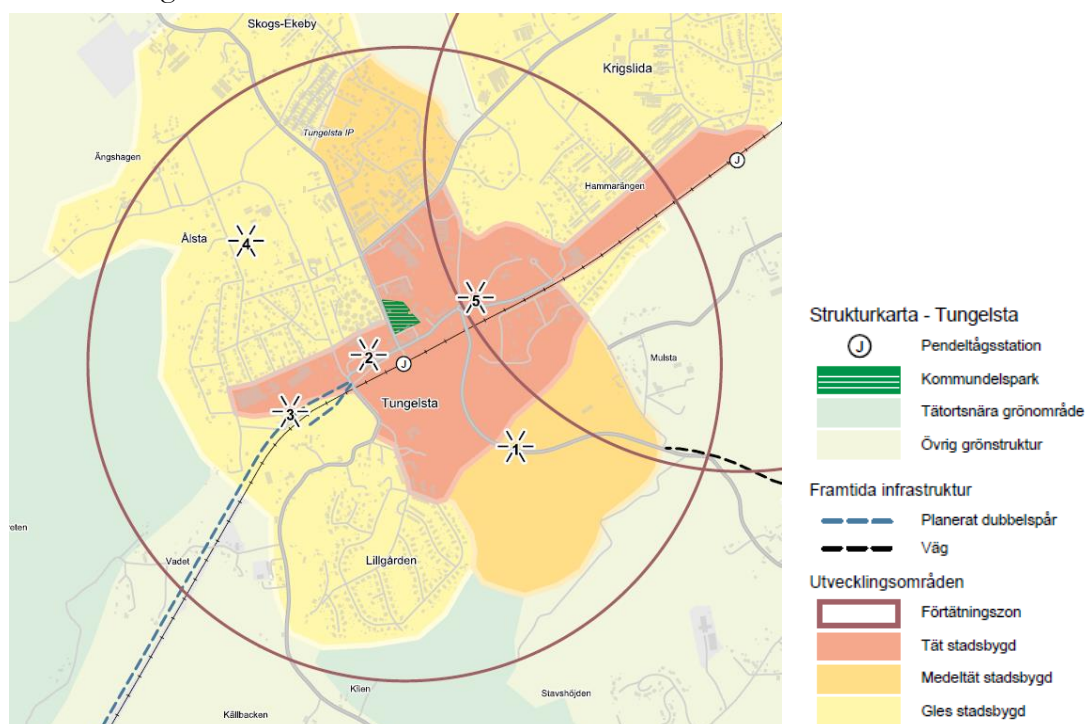 Skogs-Ekeby
Krigslida
Tungelsta IP
Ängshagen
J
Hammarängen
Ålsta
4
5
2
J
Mulsta
Tungelsta
3
1
Lillgården
Vadet
Klien
Stavshöjden
Källbacken
Strukturkarta - Tungelsta
J Pendeltågsstation
Kommundelspark
Tätortsnära grönområde
Övrig grönstruktur
Framtida infrastruktur
Planerat dubbelspår
Väg
Utvecklingsområden
Förtätningszon
Tät stadsbygd
Medeltät stadsbygd
Gles stadsbygd